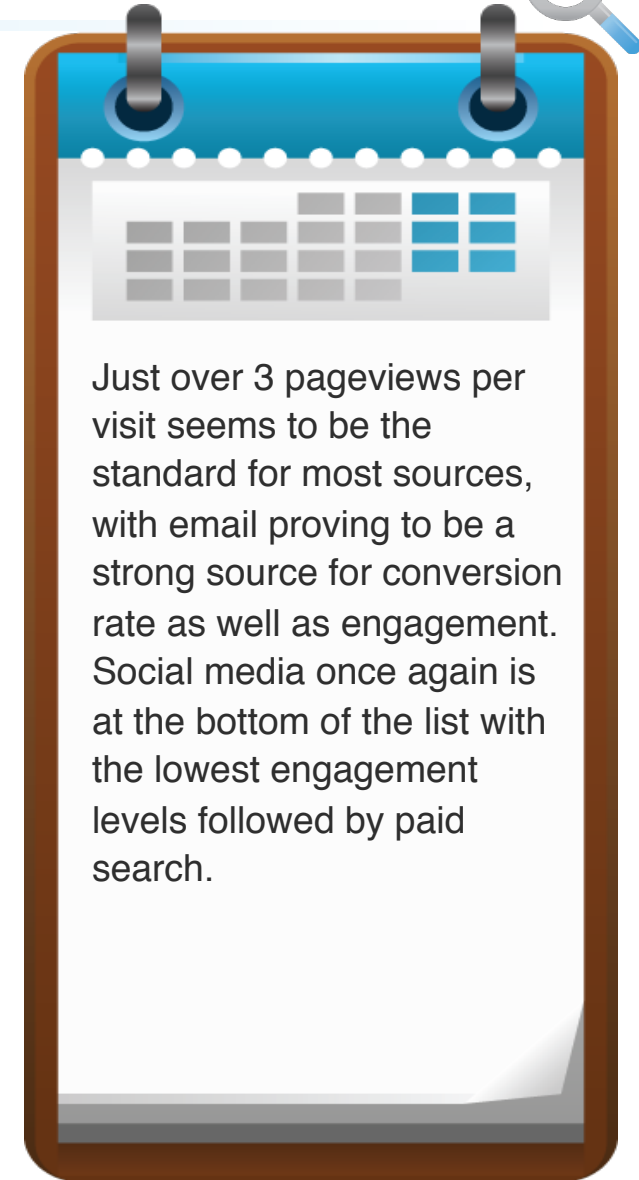 Just over 3 pageviews per
visit seems to be the
standard for most sources,
with email proving to be a
strong source for conversion
rate as well as engagement.
Social media once again is
at the bottom of the list with
the lowest engagement
levels followed by paid
search.